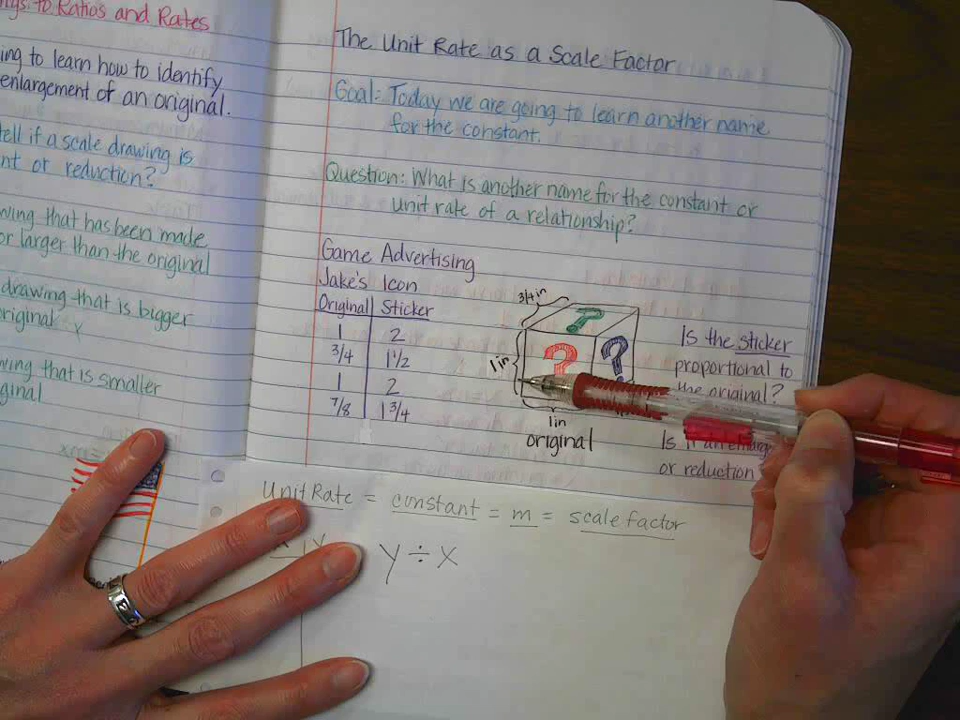 to Ratios and Rates
ing to learn how to identify
enlargement of an original.
tell if a scale drawing is
nt or reduction?
wing that has been made
or larger than the original
drawing that is bigger
original
wing that is smaller
ginal
The Unit Rate as a Scale Factor
Goal: Today we are going to learn another name
for the constant.
Question: What is another name for the constant or
unit rate of a relationship?
Game Advertising
Jake's Icon
Original Sticker
1 2
3/4 1 1/2
1 2
7/8 1 3/4
3/4 in
?
? ?
1 in
1in
original
Is the sticker
proportional to
the original?
Is it an enlarg
or reduction
Unit Rate = constant = m = scale factor
y ÷ x